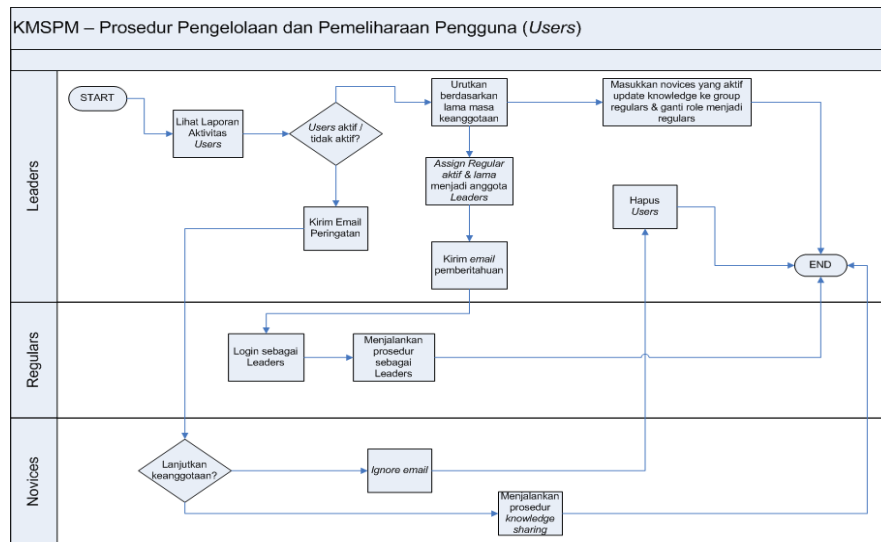 KMSPM – Prosedur Pengelolaan dan Pemeliharaan Pengguna (Users)
Leaders
START
Lihat Laporan
Aktivitas
Users
Users aktif /
tidak aktif?
Urutkan
berdasarkan
lama masa
keanggotaan
Masukkan novices yang aktif
update knowledge ke group
regulars & ganti role menjadi
regulars
Assign Regular
aktif & lama
menjadi anggota
Leaders
Hapus
Users
Kirim Email
Peringatan
Kirim email
pemberitahuan
END
Regulars
Login sebagai
Leaders
Menjalankan
prosedur
sebagai
Leaders
Novices
Lanjutkan
keanggotaan?
Ignore email
Menjalankan
prosedur
knowledge
sharing